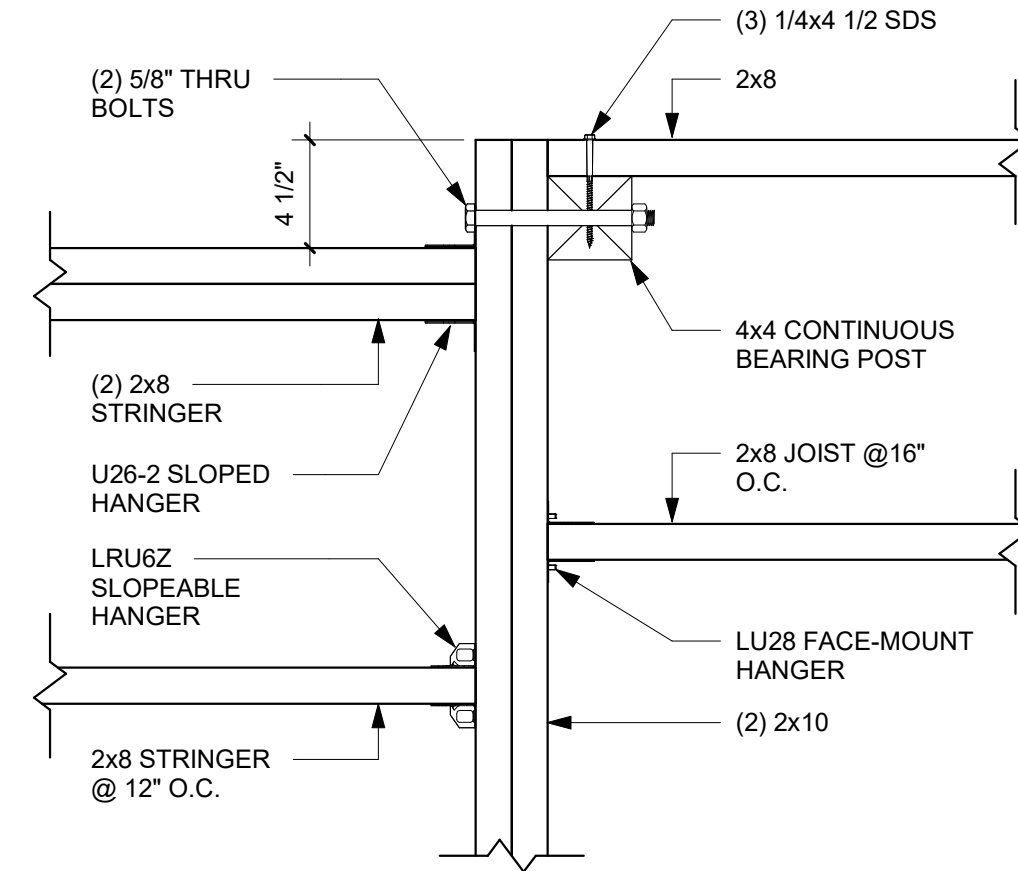 (3) 1/4x4 1/2 SDS
(2) 5/8" THRU
BOLTS
2x8
4 1/2"
4x4 CONTINUOUS
BEARING POST
(2) 2x8
STRINGER
U26-2 SLOPED
HANGER
2x8 JOIST @16"
O.C.
LRU6Z
SLOPEABLE
HANGER
LU28 FACE-MOUNT
HANGER
(2) 2x10
2x8 STRINGER
@ 12" O.C.